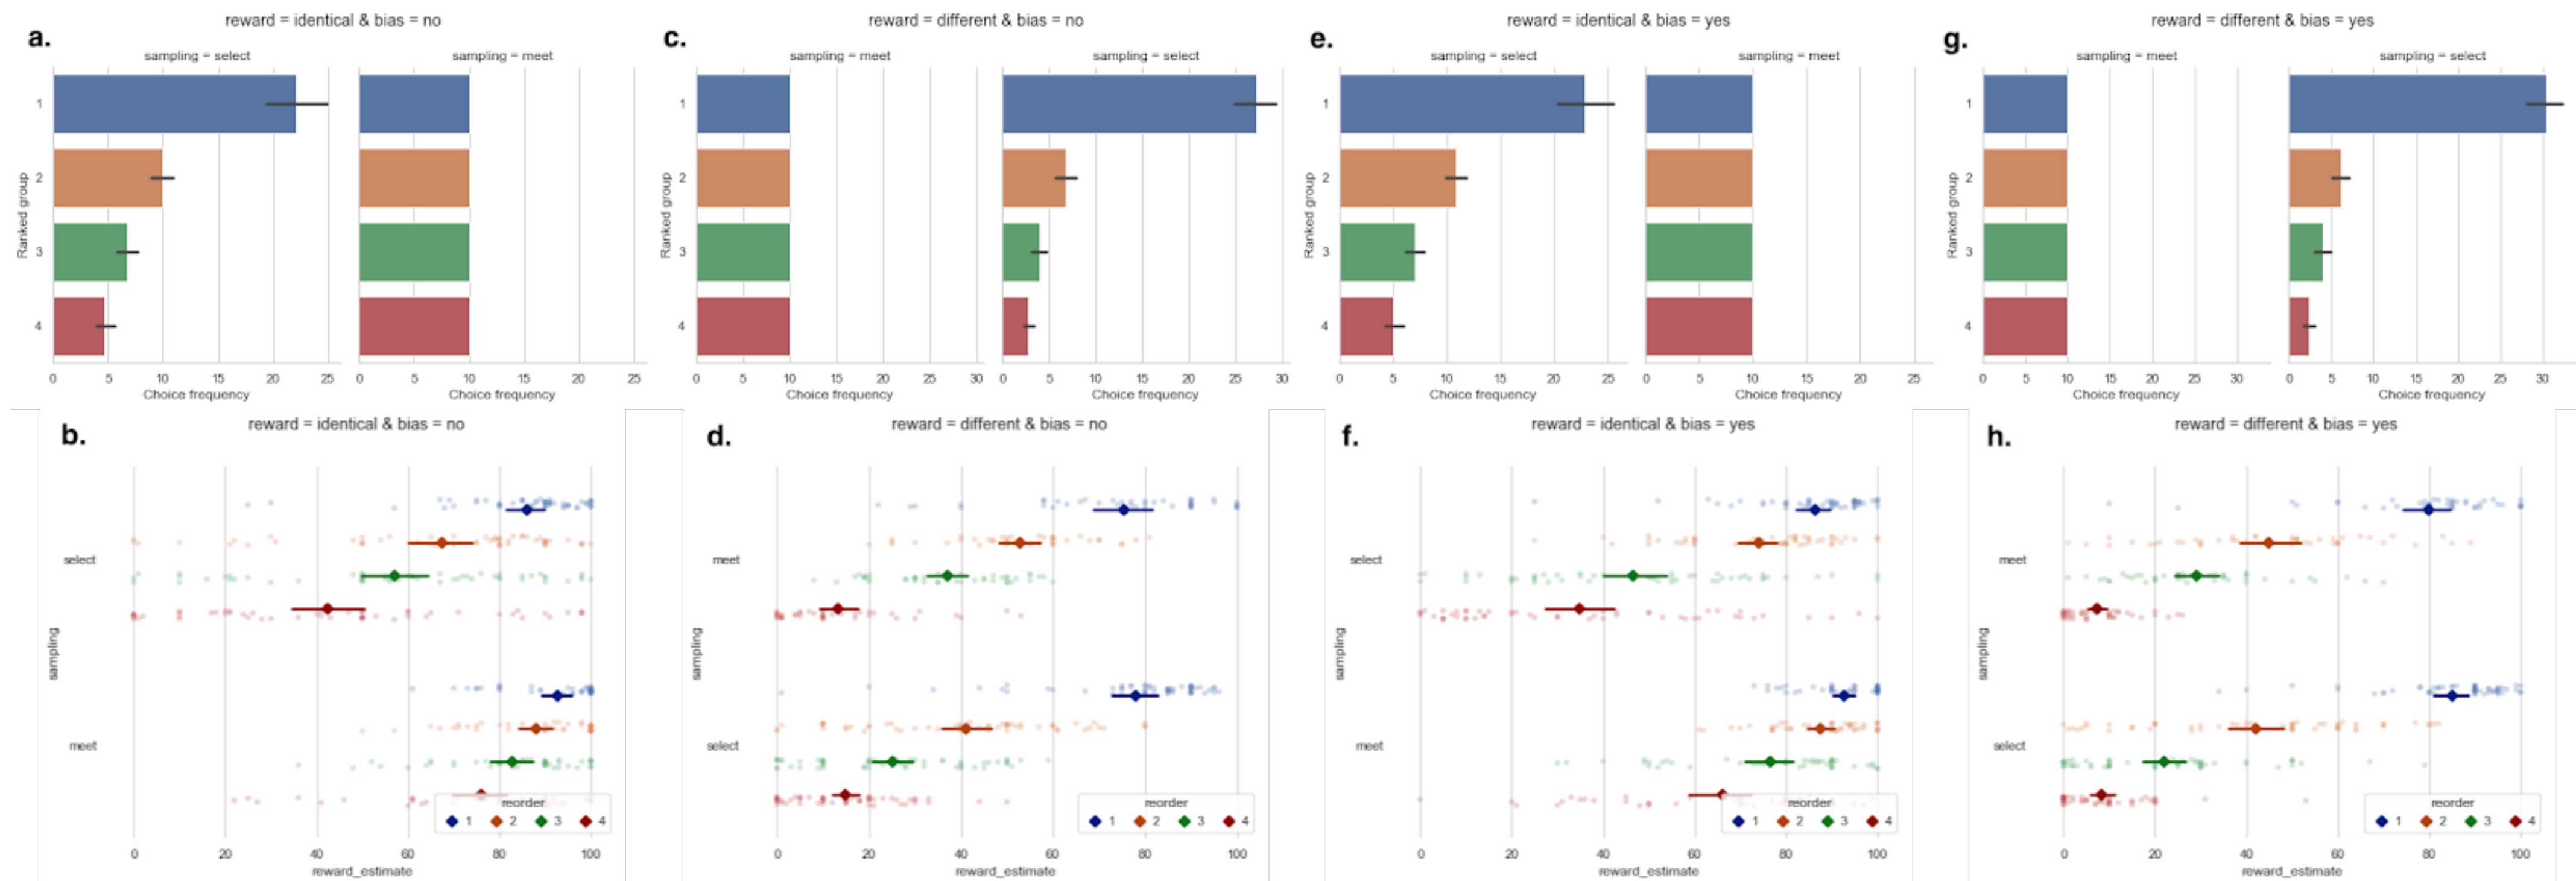 a.
reward = identical & bias = no
sampling = select
sampling = meet
Ranked group
1
2
3
4
0 5 10 15 20 25
Choice frequency
0 5 10 15 20 25
Choice frequency
c.
reward = different & bias = no
sampling = meet
sampling = select
Ranked group
1
2
3
4
0 5 10 15 20 25 30
Choice frequency
0 5 10 15 20 25 30
Choice frequency
e.
reward = identical & bias = yes
sampling = select
sampling = meet
Ranked group
1
2
3
4
0 5 10 15 20 25
Choice frequency
0 5 10 15 20 25
Choice frequency
g.
reward = different & bias = yes
sampling = meet
sampling = select
Ranked group
1
2
3
4
0 5 10 15 20 25 30
Choice frequency
0 5 10 15 20 25 30
Choice frequency
b.
reward = identical & bias = no
select
sampling
meet
reorder
1 2 3 4
0 20 40 60 80 100
reward_estimate
d.
reward = different & bias = no
meet
sampling
select
reorder
1 2 3 4
0 20 40 60 80 100
reward_estimate
f.
reward = identical & bias = yes
select
sampling
meet
reorder
1 2 3 4
0 20 40 60 80 100
reward_estimate
h.
reward = different & bias = yes
meet
sampling
select
reorder
1 2 3 4
0 20 40 60 80 100
reward_estimate